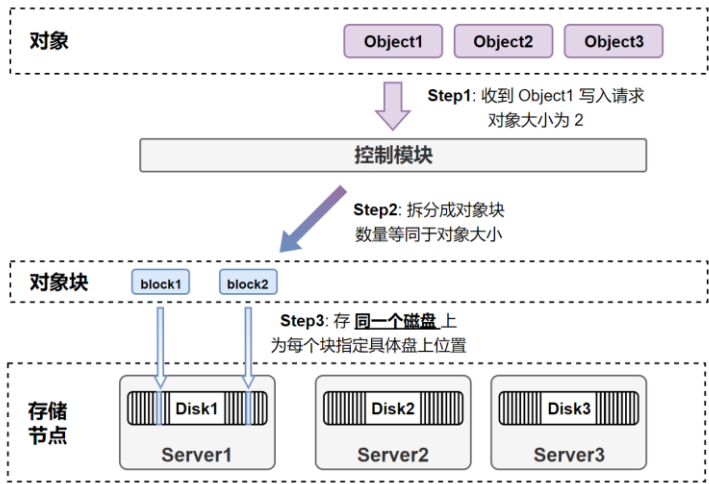 对象
Object1
Object2
Object3
Step1: 收到 Object1 写入请求
对象大小为 2
控制模块
Step2: 拆分成对象块
数量等同于对象大小
对象块
block1
block2
Step3: 存 同一个磁盘 上
为每个块指定具体盘上位置
存储
节点
Disk1
Disk2
Disk3
Server1
Server2
Server3